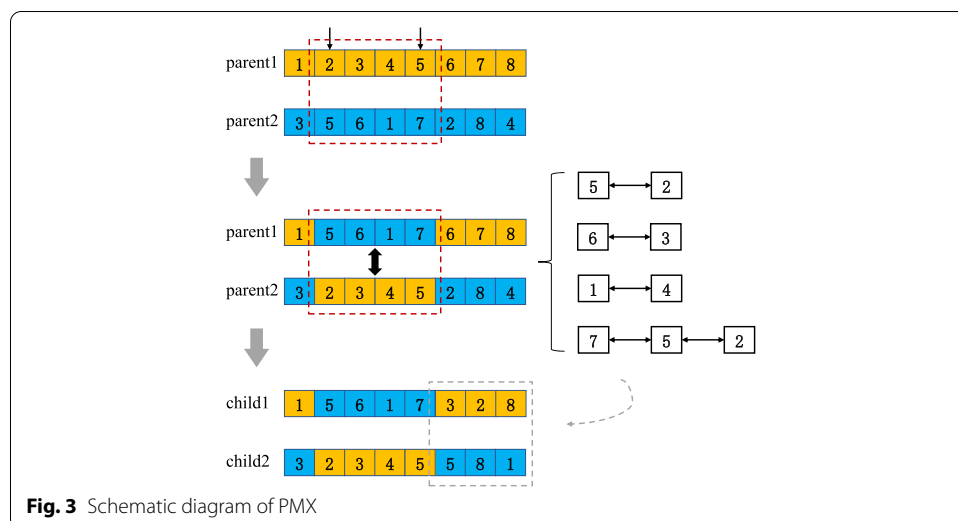 parent1 1 2 3 4 5 6 7 8
parent2 3 5 6 1 7 2 8 4
5 2
parent1 1 5 6 1 7 6 7 8
6 3
parent2 3 2 3 4 5 2 8 4
1 4
7 5 2
child1 1 5 6 1 7 3 2 8
child2 3 2 3 4 5 5 8 1
Fig. 3 Schematic diagram of PMX